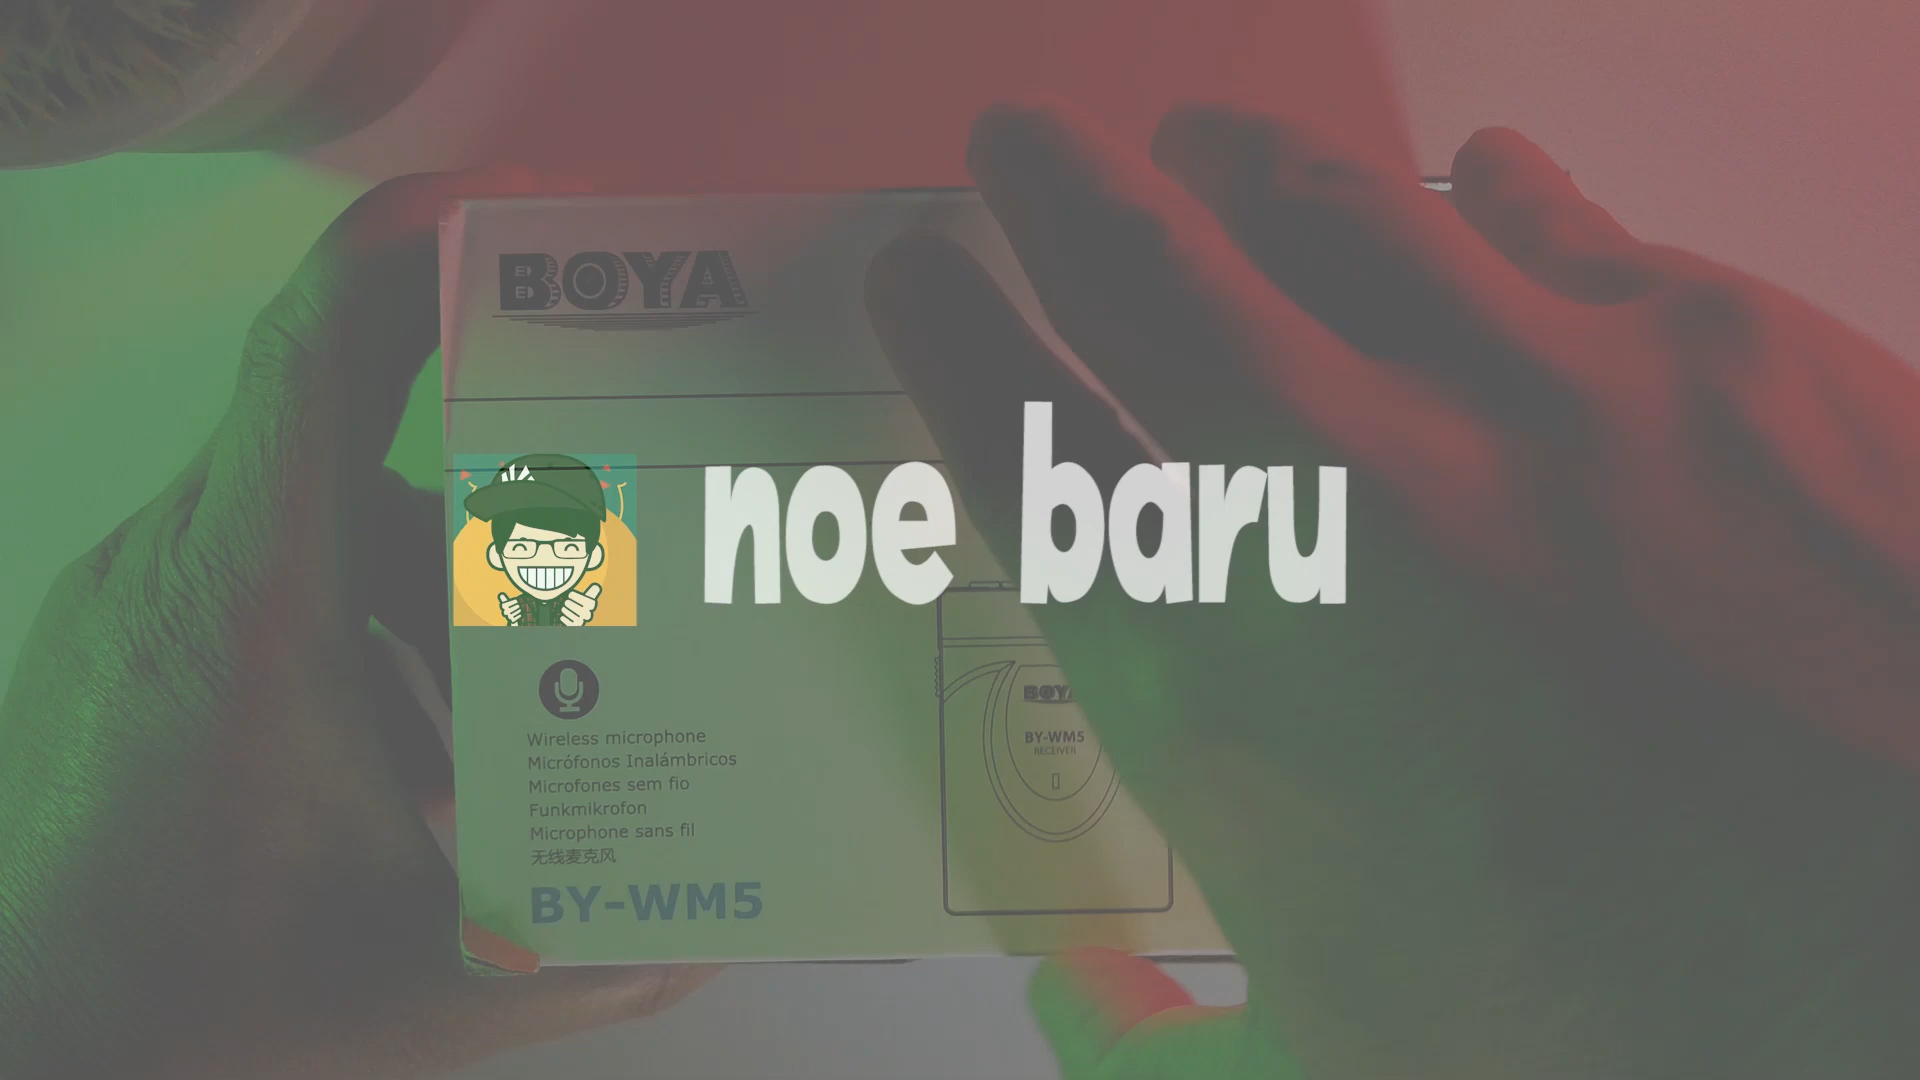 BOYA
noe baru
BOYA
BY-WM5
RECEIVER
Wireless microphone
Micrófonos Inalámbricos
Microfones sem fio
Funkmikrofon
Microphone sans fil
无线麦克风
BY-WM5